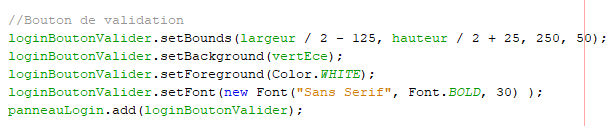 //Bouton de validation
loginBoutonValider.setBounds(largeur / 2 - 125, hauteur / 2 + 25, 250, 50);
loginBoutonValider.setBackground(vertEce);
loginBoutonValider.setForeground(Color.WHITE);
loginBoutonValider.setFont(new Font("Sans Serif", Font.BOLD, 30) );
panneauLogin.add(loginBoutonValider);